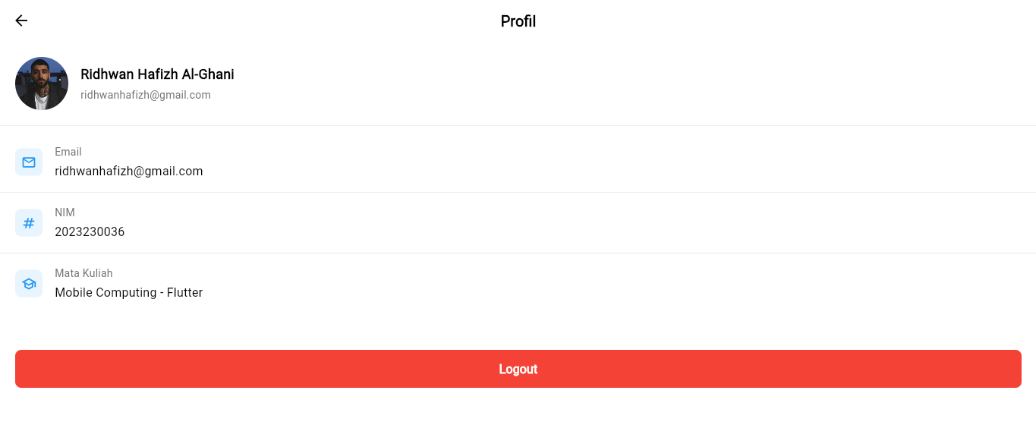 Profil
Ridhwan Hafizh Al-Ghani
ridhwanhafizh@gmail.com
Email
ridhwanhafizh@gmail.com
NIM
2023230036
Mata Kuliah
Mobile Computing - Flutter
Logout